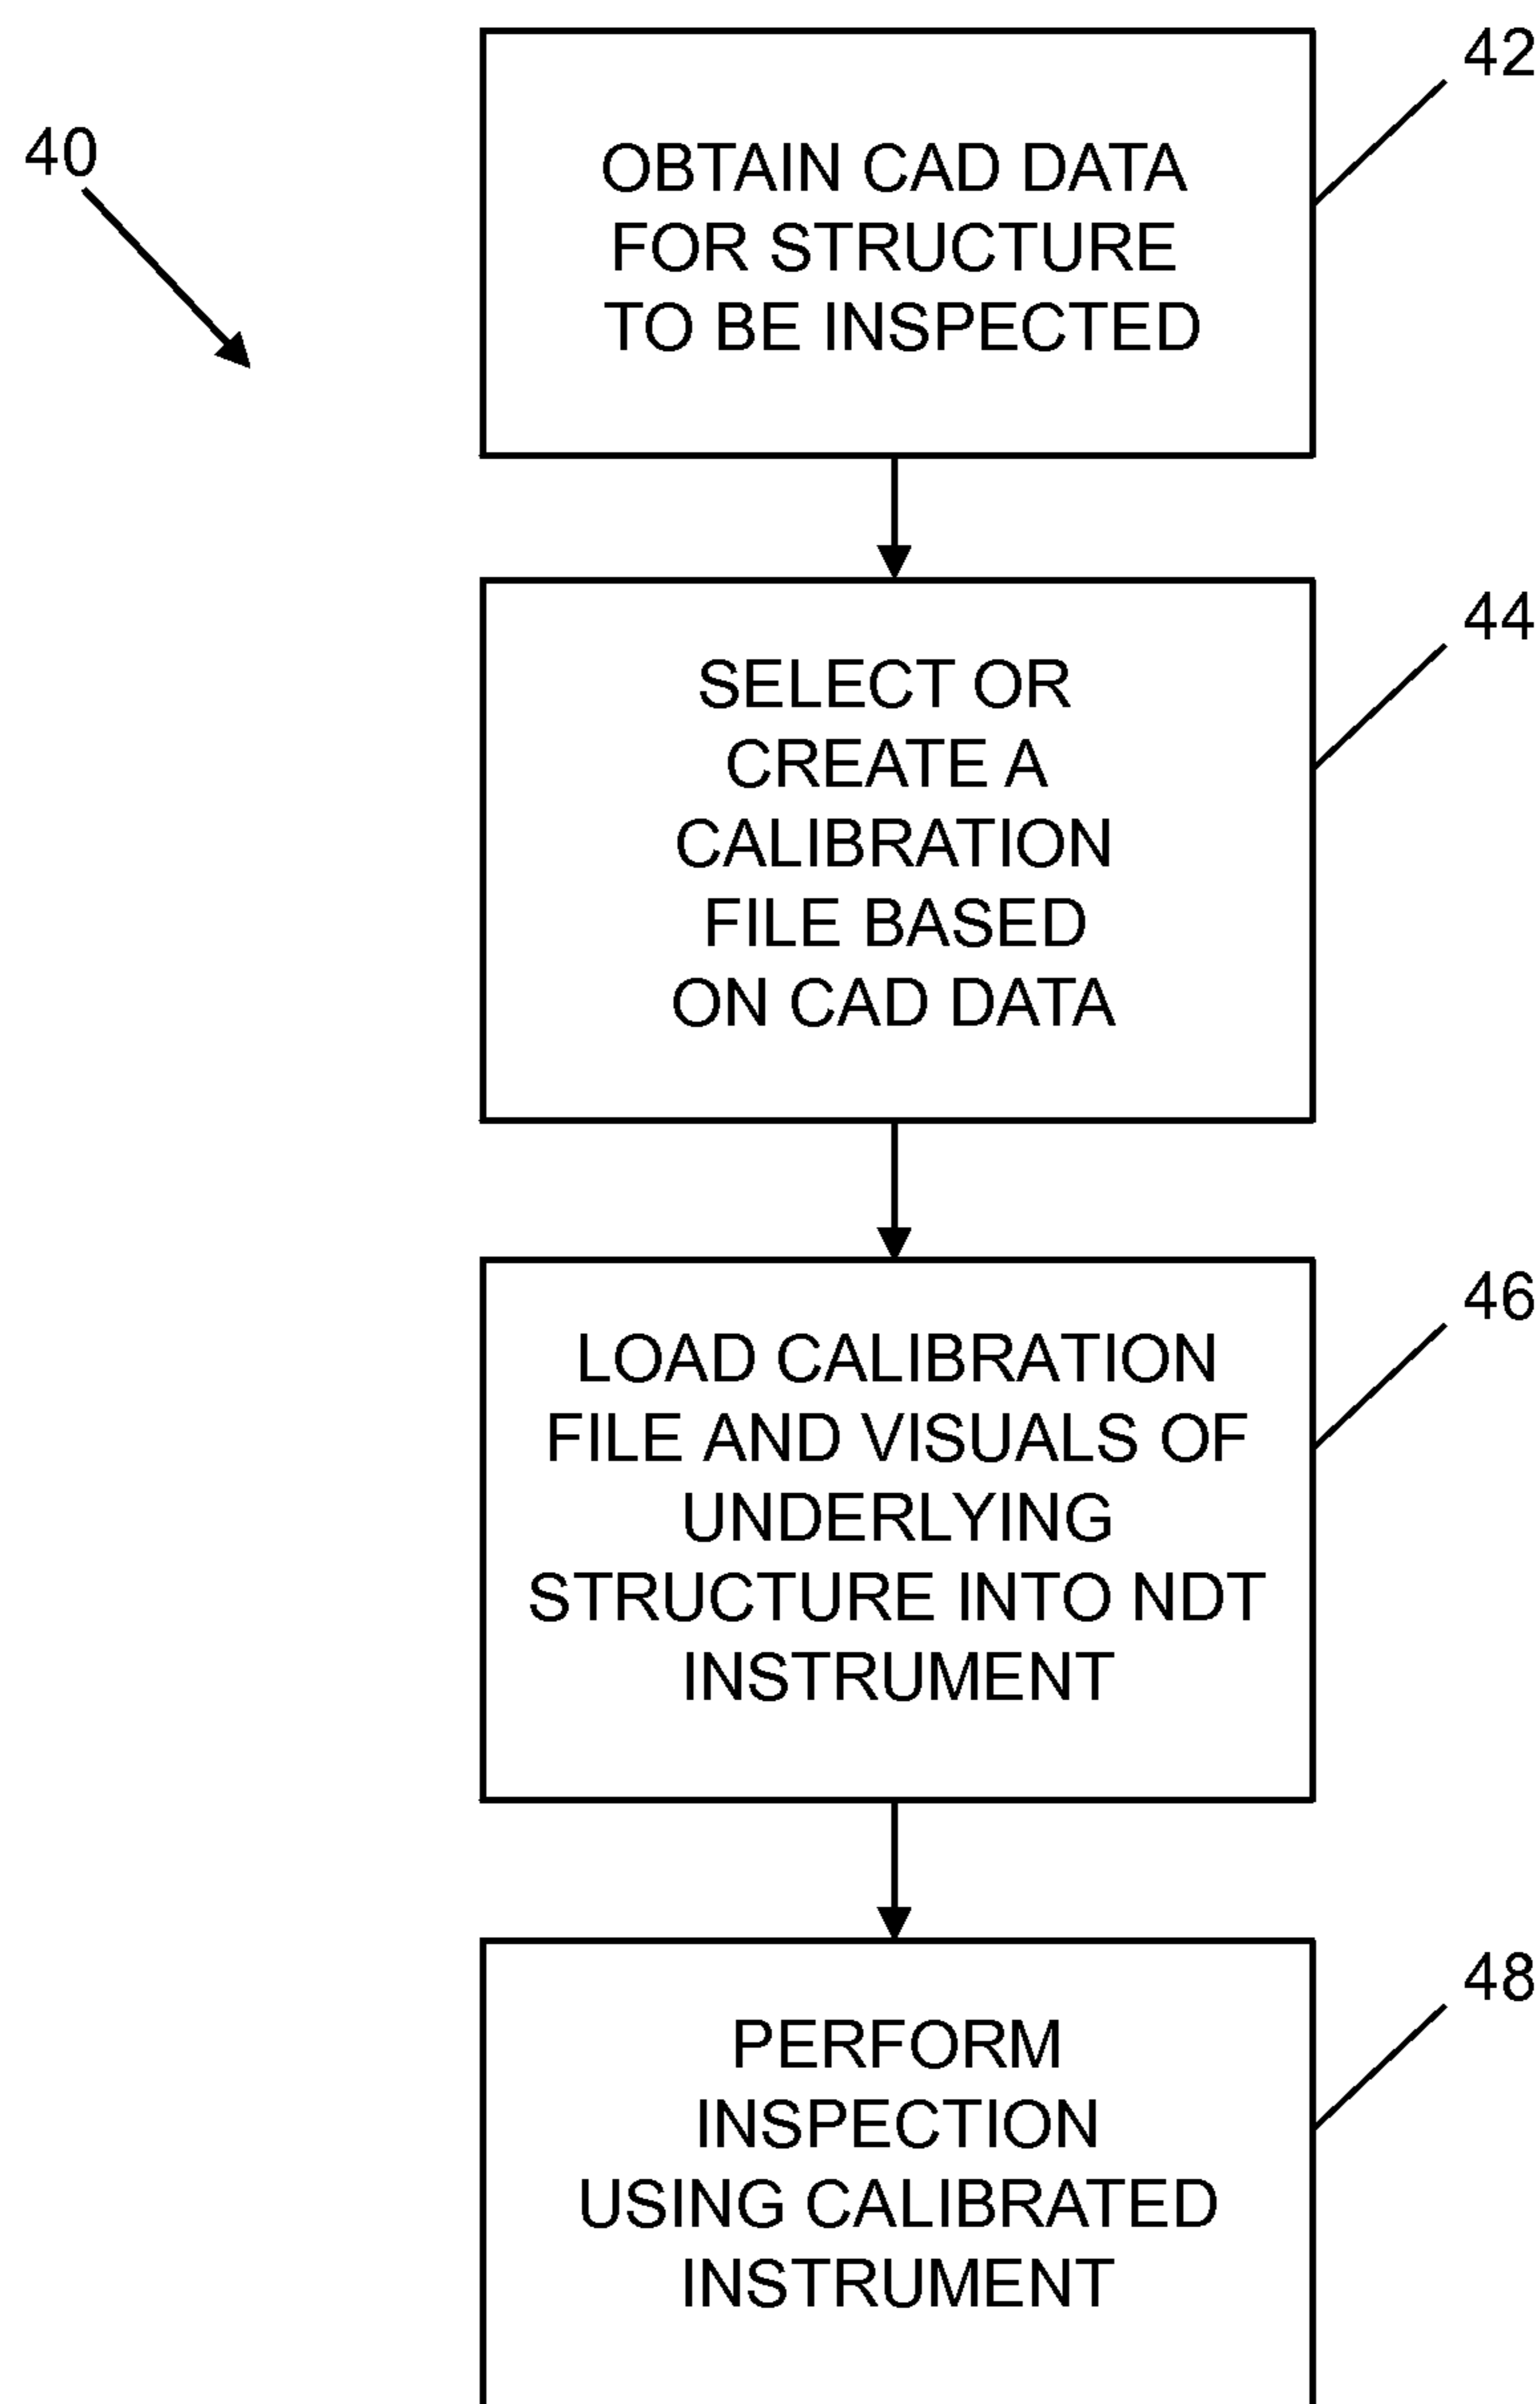 42
40
OBTAIN CAD DATA
FOR STRUCTURE
TO BE INSPECTED
44
SELECT OR
CREATE A
CALIBRATION
FILE BASED
ON CAD DATA
46
LOAD CALIBRATION
FILE AND VISUALS OF
UNDERLYING
STRUCTURE INTO NDT
INSTRUMENT
48
PERFORM
INSPECTION
USING CALIBRATED
INSTRUMENT